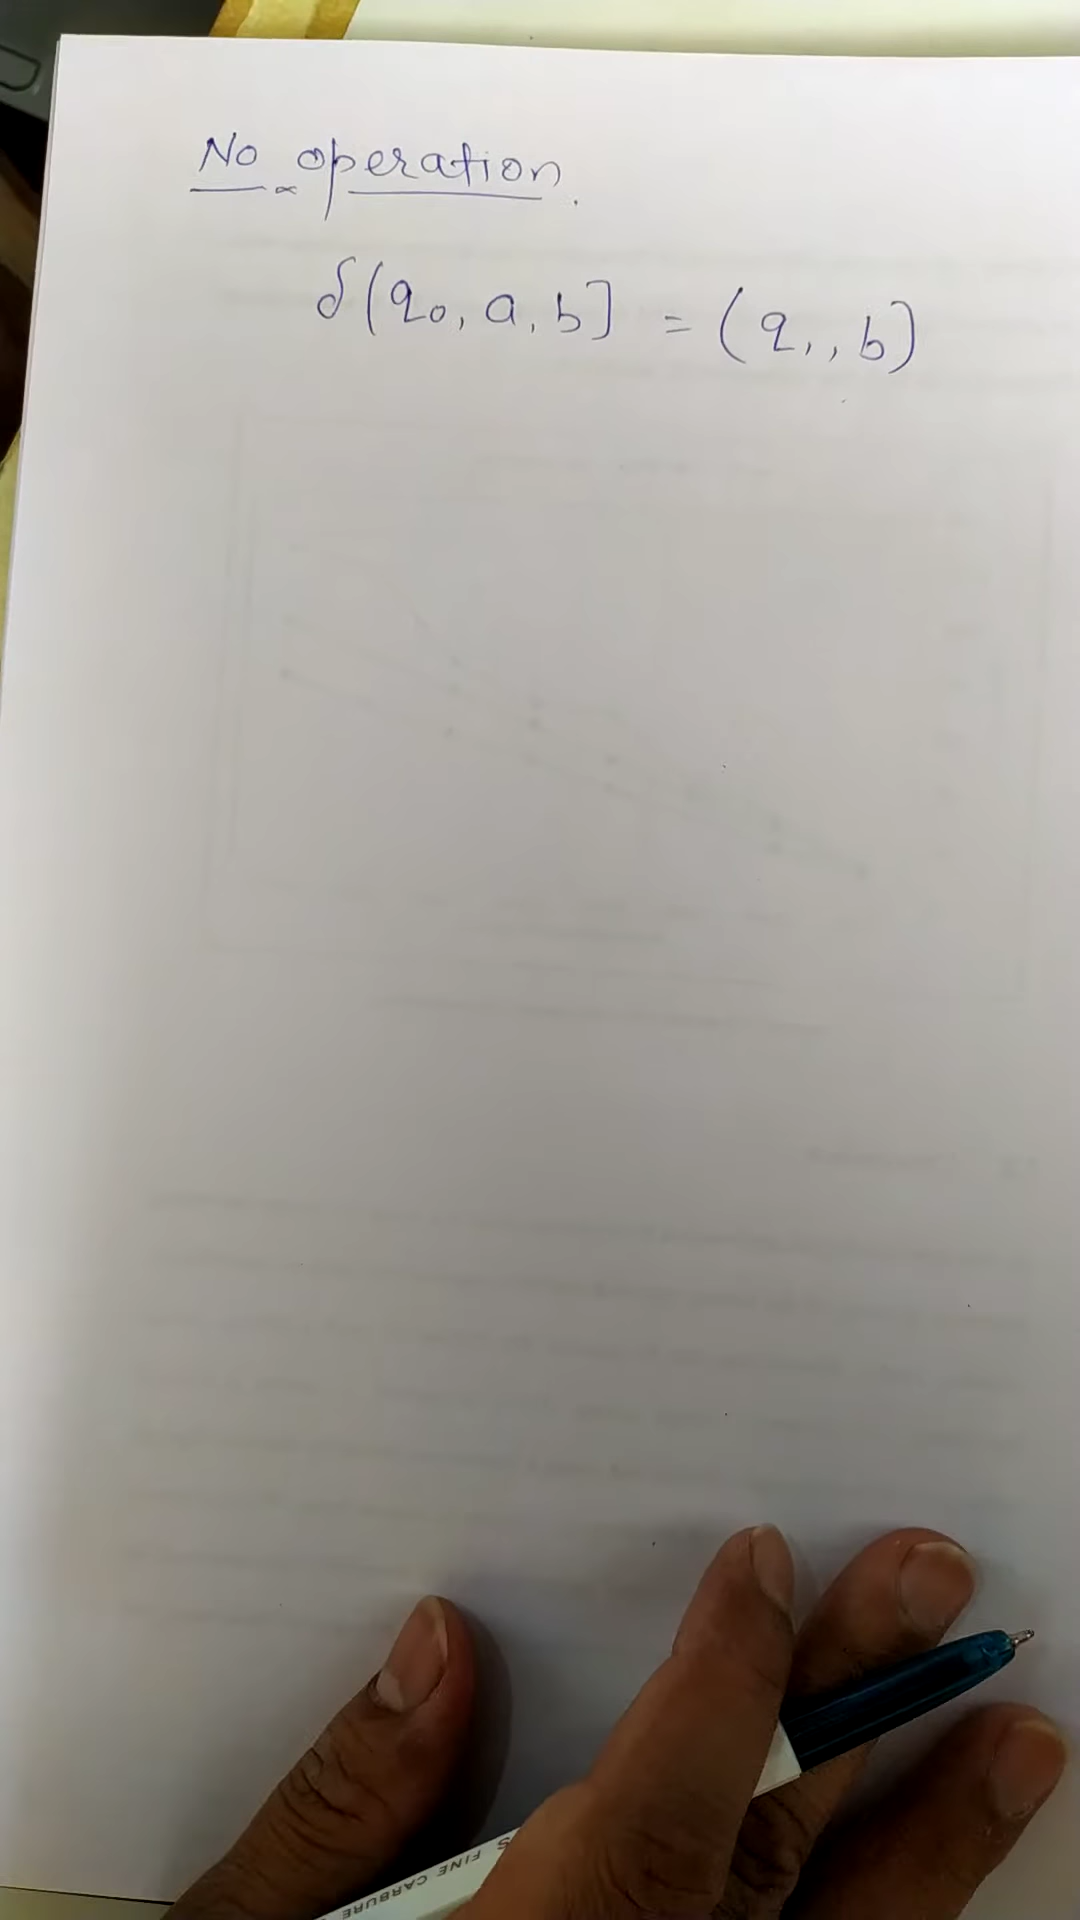 No operation.
δ(q₀, a, b] = (q₁, b)
FINE CARBURE